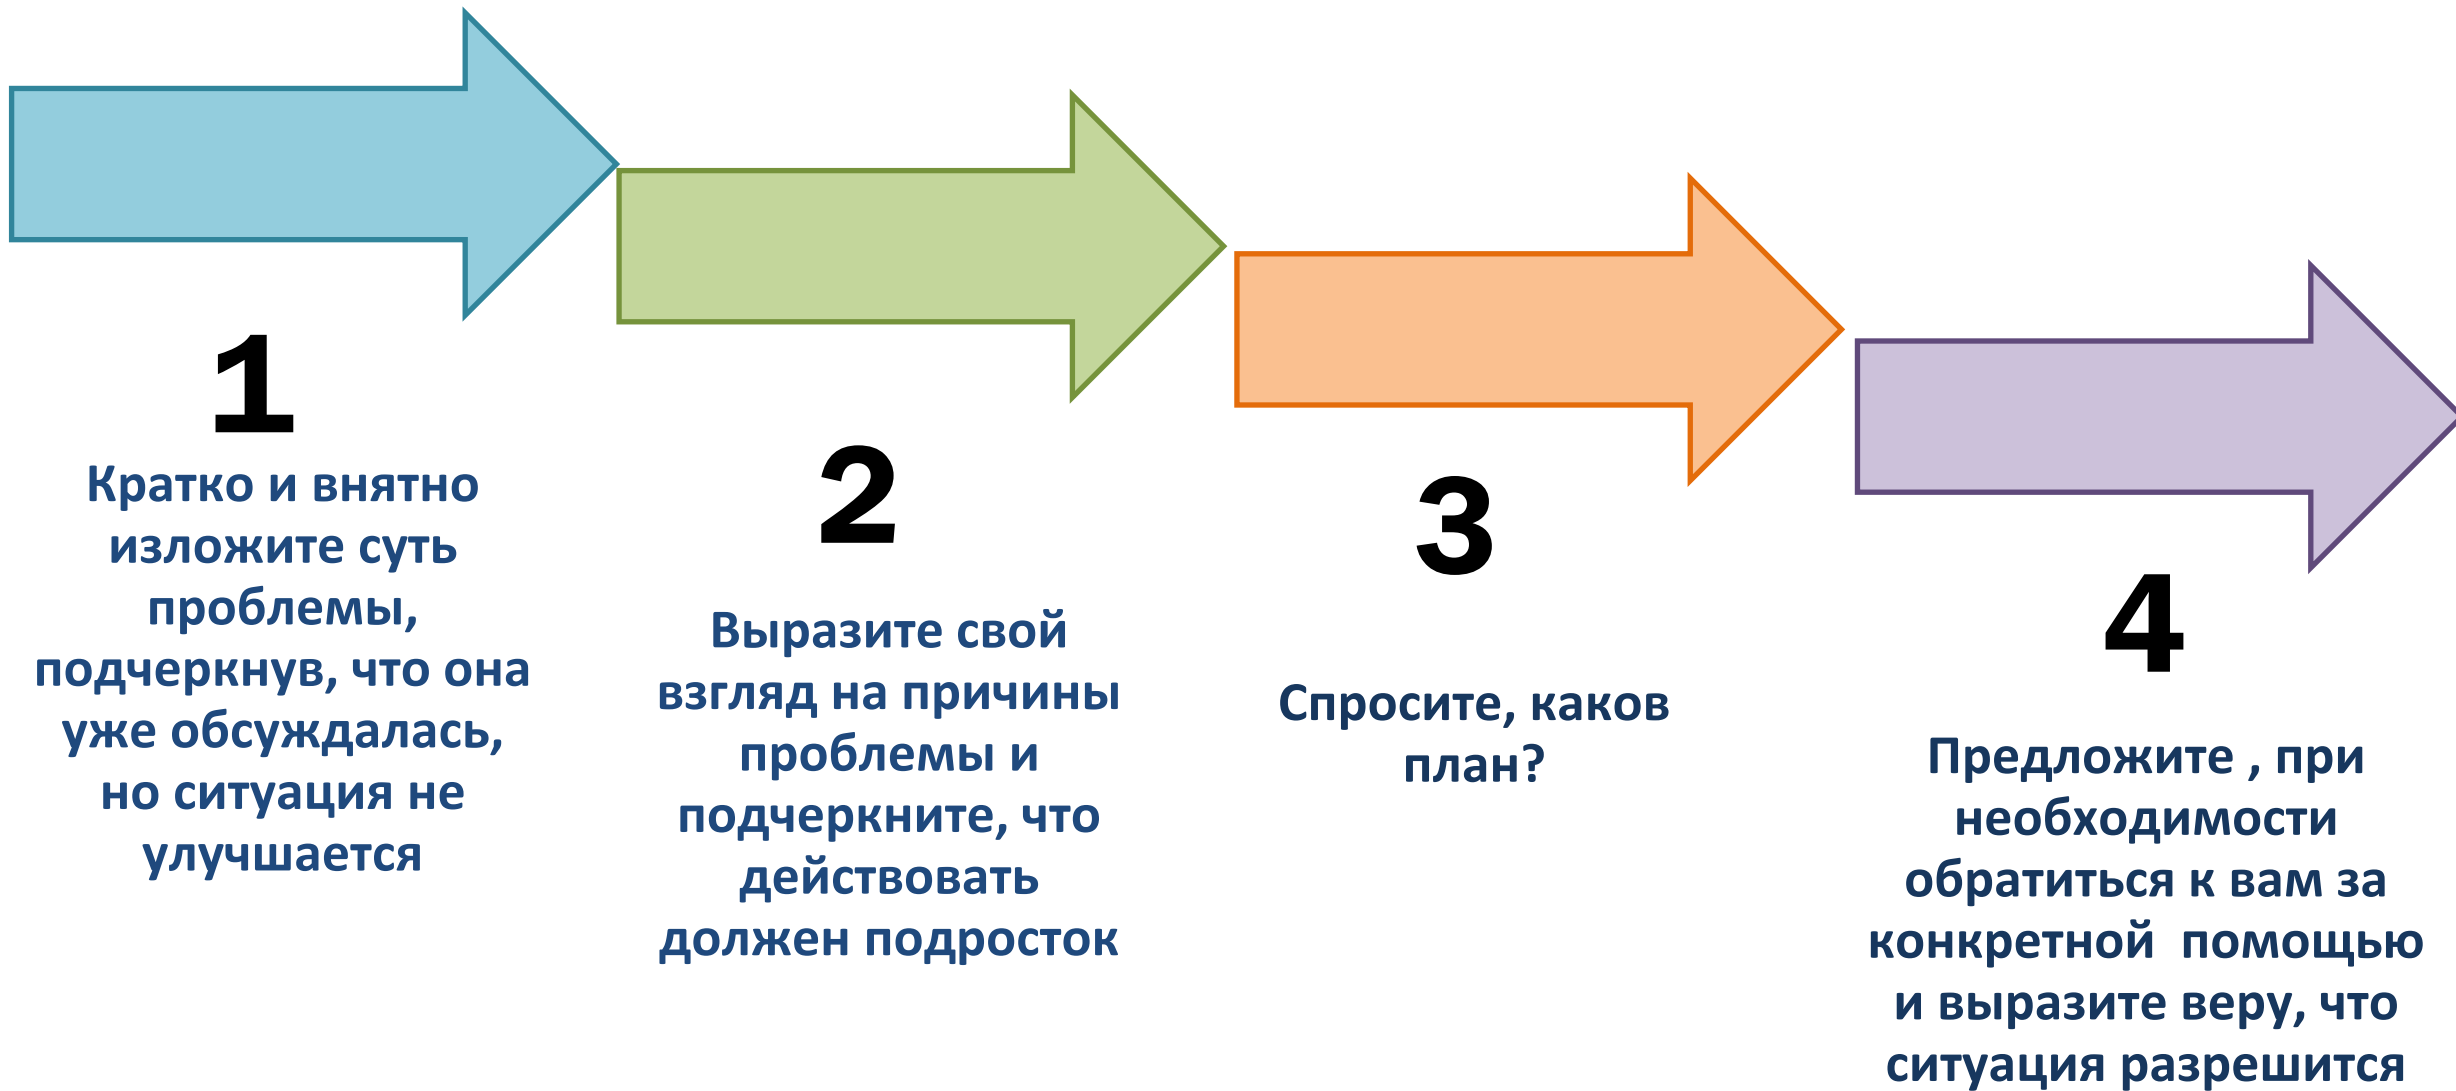 1
Кратко и внятно
изложите суть
проблемы,
подчеркнув, что она
уже обсуждалась,
но ситуация не
улучшается
2
Выразите свой
взгляд на причины
проблемы и
подчеркните, что
действовать
должен подросток
3
Спросите, каков
план?
4
Предложите , при
необходимости
обратиться к вам за
конкретной  помощью
и выразите веру, что
ситуация разрешится